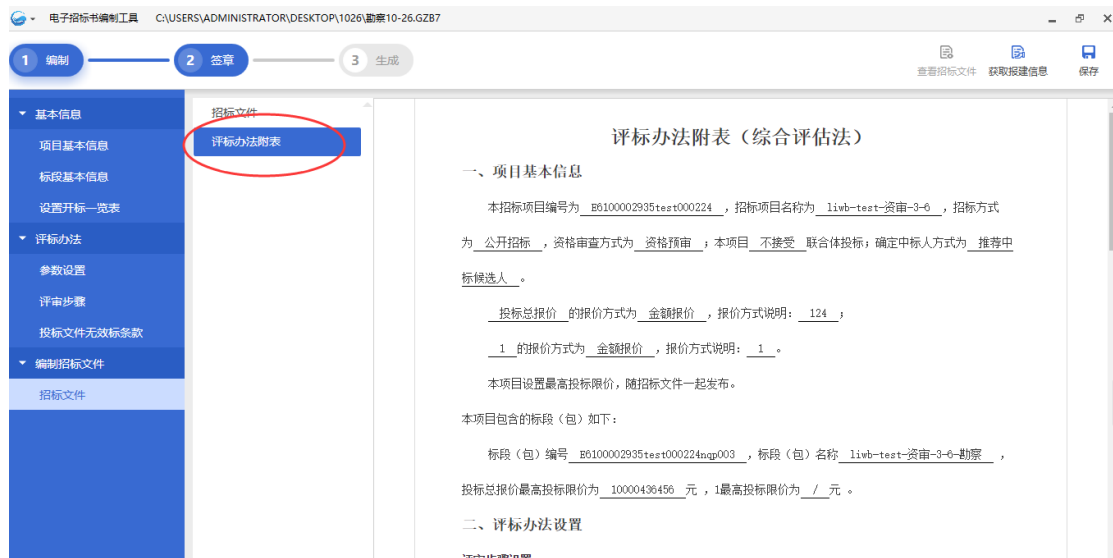 电子招标书编制工具 C:\USERS\ADMINISTRATOR\DESKTOP\1026\勘察10-26.GZB7
1 编制
2 签章
3 生成
查看招标文件 获取报建信息 保存
基本信息
项目基本信息
标段基本信息
设置开标一览表
评标办法
参数设置
评审步骤
投标文件无效标条款
编制招标文件
招标文件
招标文件
评标办法附表
评标办法附表（综合评估法）
一、项目基本信息
本招标项目编号为 E6100002935test000224 ，招标项目名称为 liwb-test-资审-3-6 ，招标方式
为 公开招标 ，资格审查方式为 资格预审 ；本项目 不接受 联合体投标；确定中标人方式为 推荐中
标候选人 。
投标总报价 的报价方式为 金额报价 ，报价方式说明： 124 ；
1 的报价方式为 金额报价 ，报价方式说明： 1 。
本项目设置最高投标限价，随招标文件一起发布。
本项目包含的标段（包）如下：
标段（包）编号 E6100002935test000224nqp003 ，标段（包）名称 liwb-test-资审-3-6-勘察 ，
投标总报价最高投标限价为 10000436456 元 ，1最高投标限价为 / 元 。
二、评标办法设置
评审步骤设置